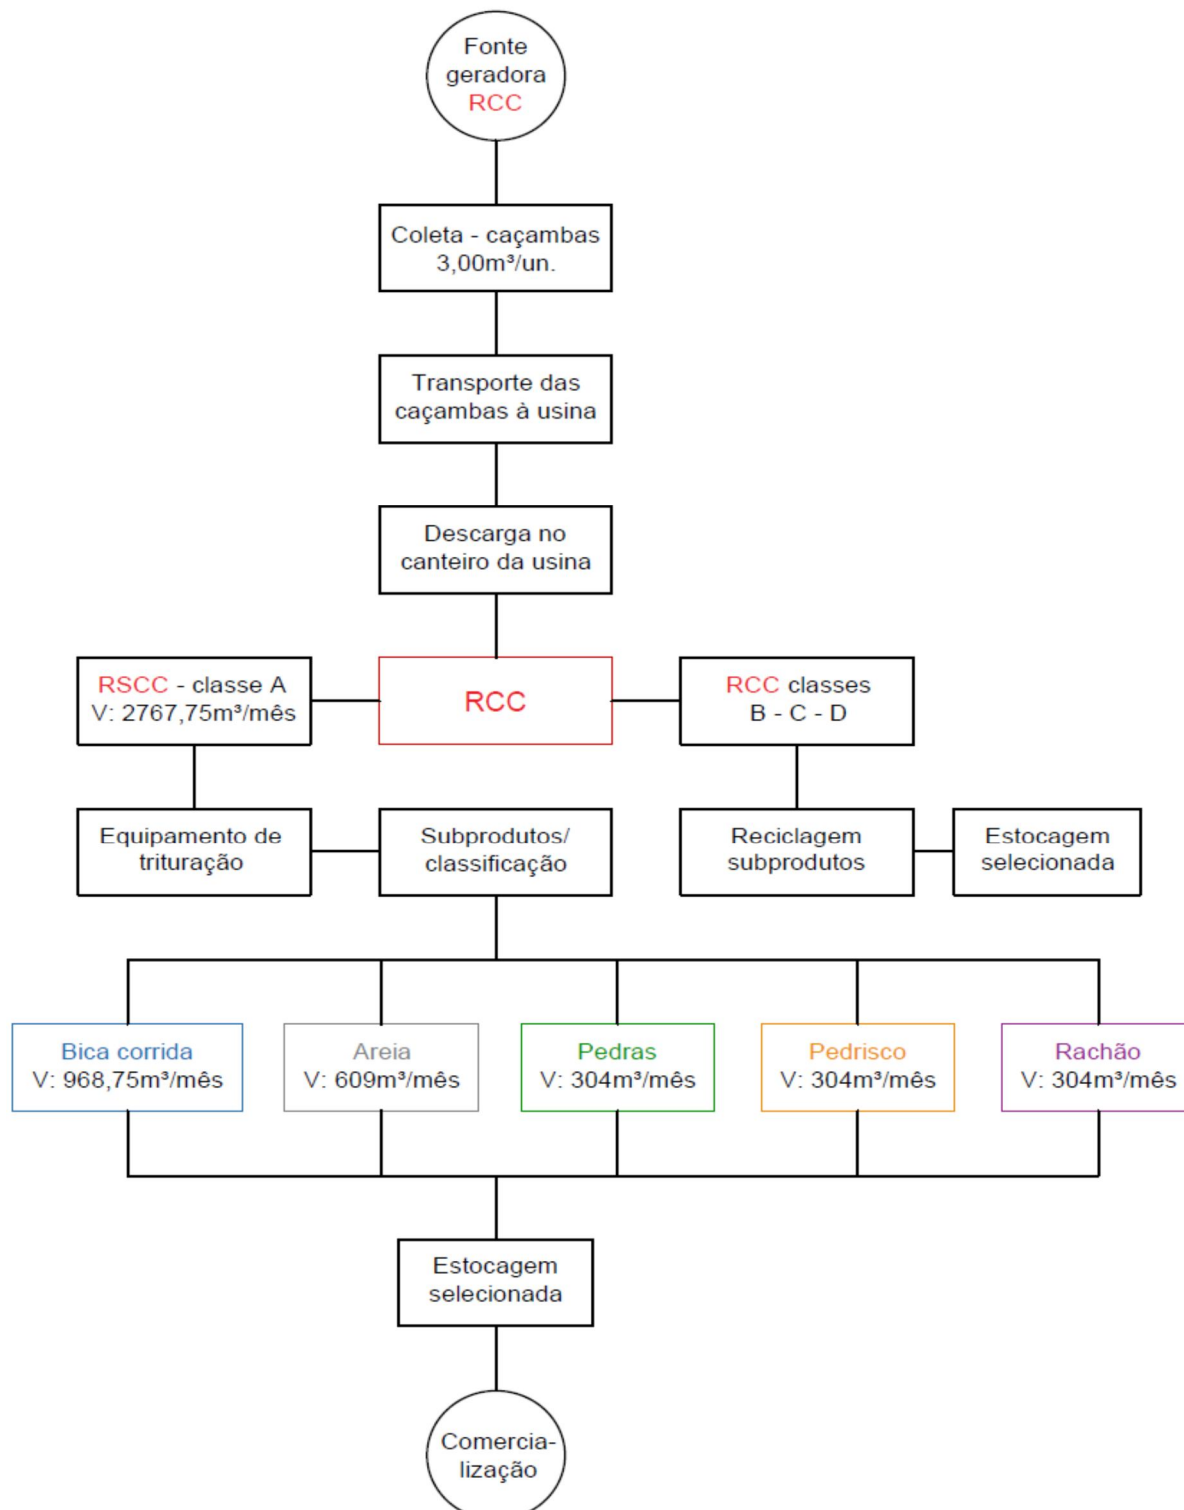 Fonte
geradora
RCC
Coleta - caçambas
3,00m³/un.
Transporte das
caçambas à usina
Descarga no
canteiro da usina
RSCC - classe A
V: 2767,75m³/mês
RCC
RCC classes
B - C - D
Equipamento de
trituração
Subprodutos/
classificação
Reciclagem
subprodutos
Estocagem
selecionada
Bica corrida
V: 968,75m³/mês
Areia
V: 609m³/mês
Pedras
V: 304m³/mês
Pedrisco
V: 304m³/mês
Rachão
V: 304m³/mês
Estocagem
selecionada
Comercia-
lização